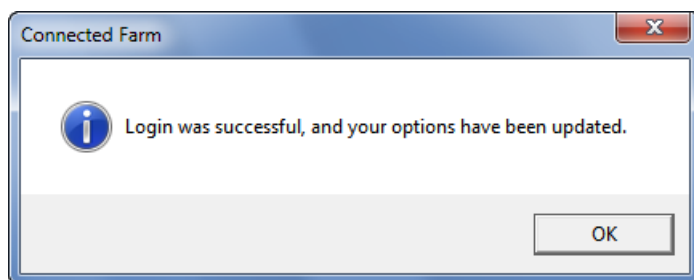 Connected Farm
Login was successful, and your options have been updated.
OK